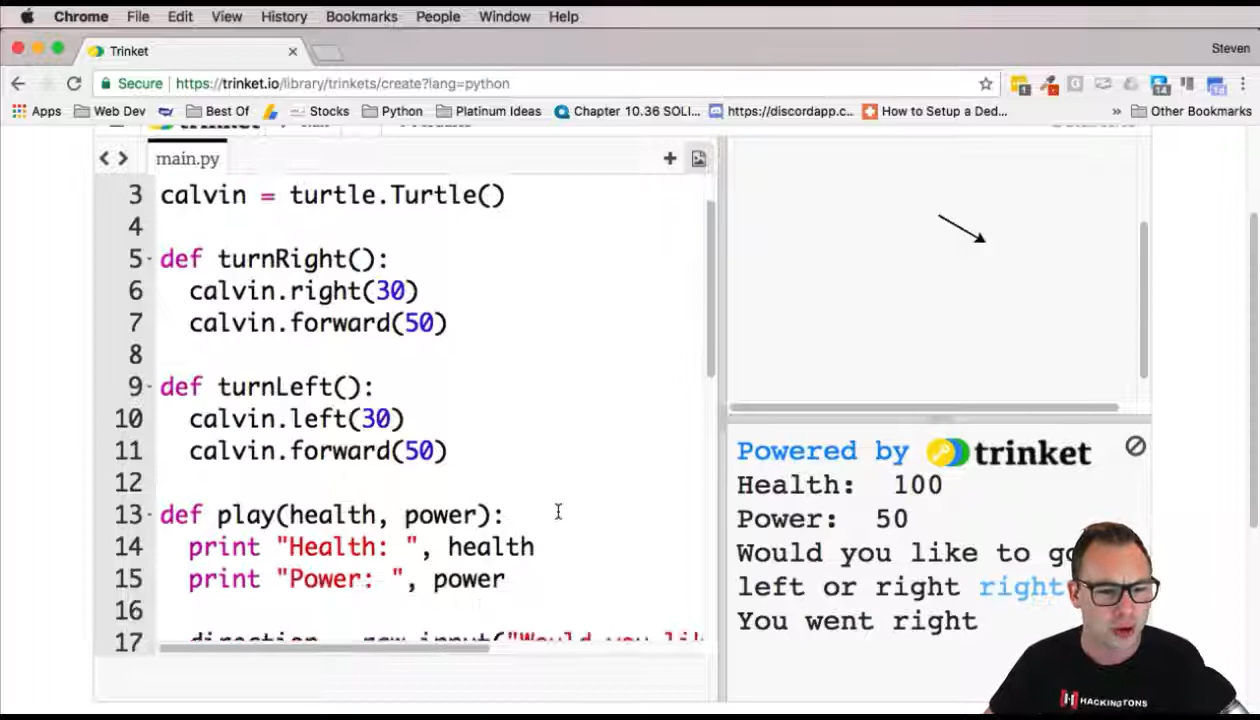 Chrome File Edit View History Bookmarks People Window Help
Trinket
Steven
Secure https://trinket.io/library/trinkets/create?lang=python
Apps Web Dev Best Of Stocks Python Platinum Ideas Chapter 10.36 SOLI... https://discordapp.c... How to Setup a Ded... » Other Bookmarks
main.py
3 calvin = turtle.Turtle()
4
5 def turnRight():
6 calvin.right(30)
7 calvin.forward(50)
8
9 def turnLeft():
10 calvin.left(30)
11 calvin.forward(50)
12
13 def play(health, power):
14 print "Health: ", health
15 print "Power: ", power
16
17 direction = raw_input("Would you lik
Powered by trinket
Health: 100
Power: 50
Would you like to go
left or right right
You went right
HACKINGTONS